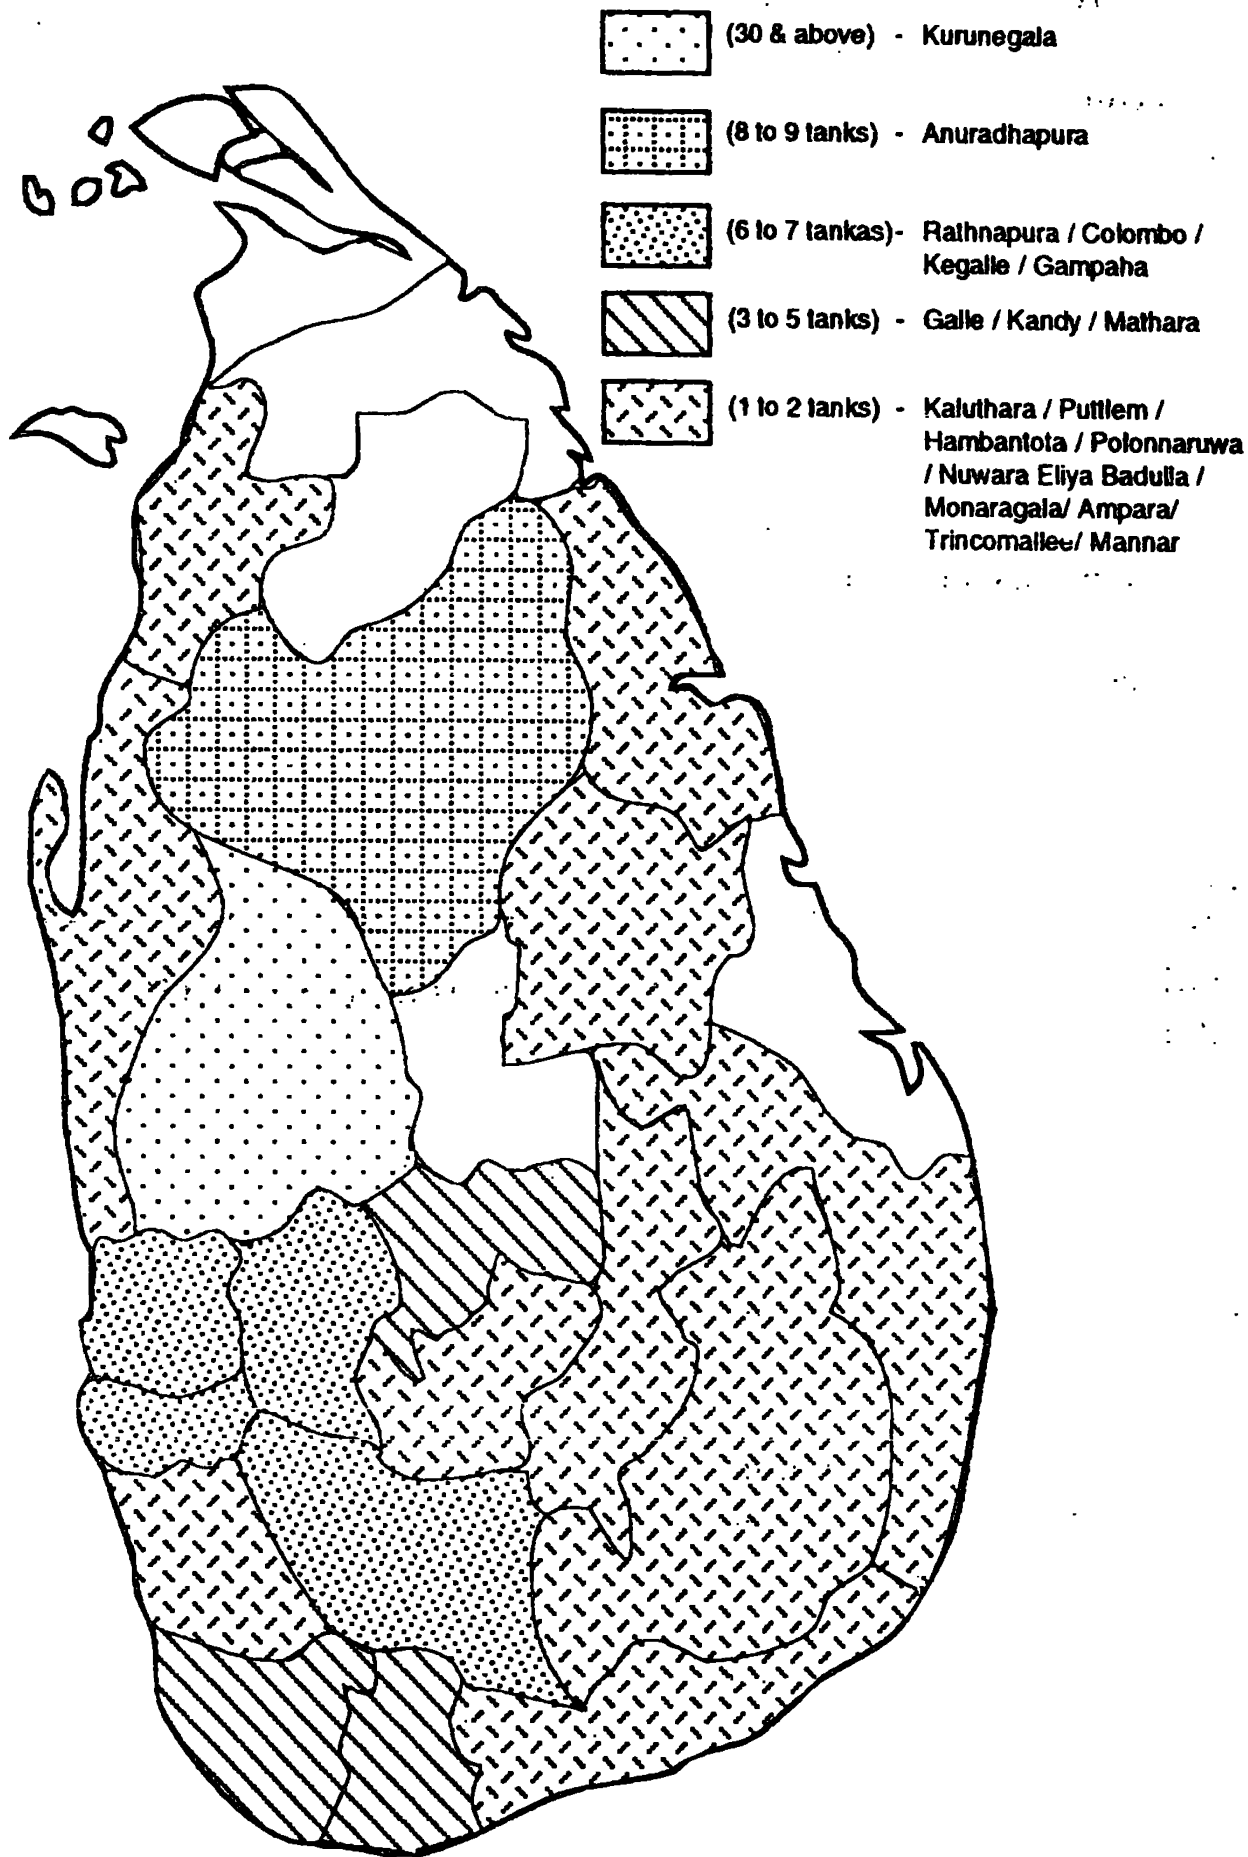 (30 & above) - Kurunegala
(8 to 9 tanks) - Anuradhapura
(6 to 7 tankas)- Rathnapura / Colombo /
Kegalle / Gampaha
(3 to 5 tanks) - Galle / Kandy / Mathara
(1 to 2 tanks) - Kaluthara / Puttlem /
Hambantota / Polonnaruwa
/ Nuwara Eliya Badulla /
Monaragala/ Ampara/
Trincomallee/ Mannar